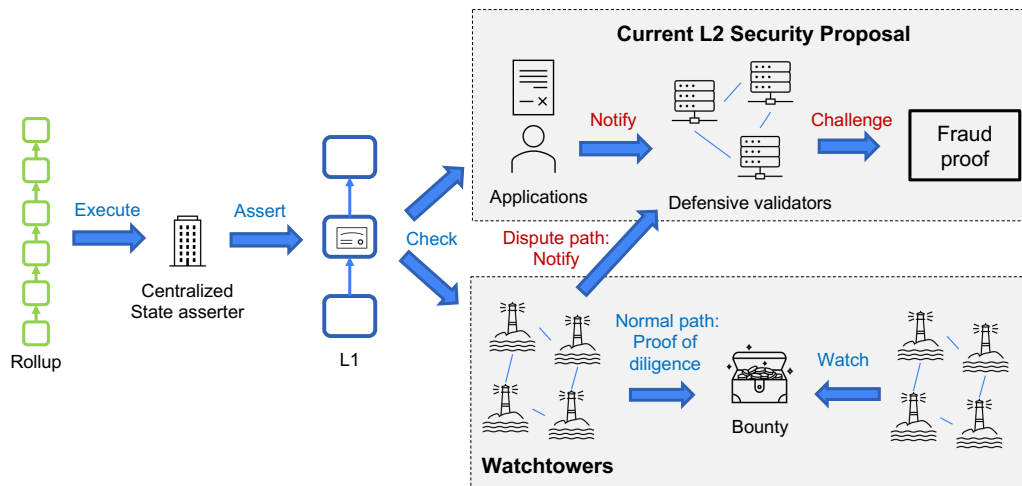 Current L2 Security Proposal
Notify
Challenge
Fraud
proof
Applications
Defensive validators
Execute
Assert
Check
Dispute path:
Notify
Centralized
State asserter
Rollup
L1
Normal path:
Proof of
diligence
Watch
Bounty
Watchtowers